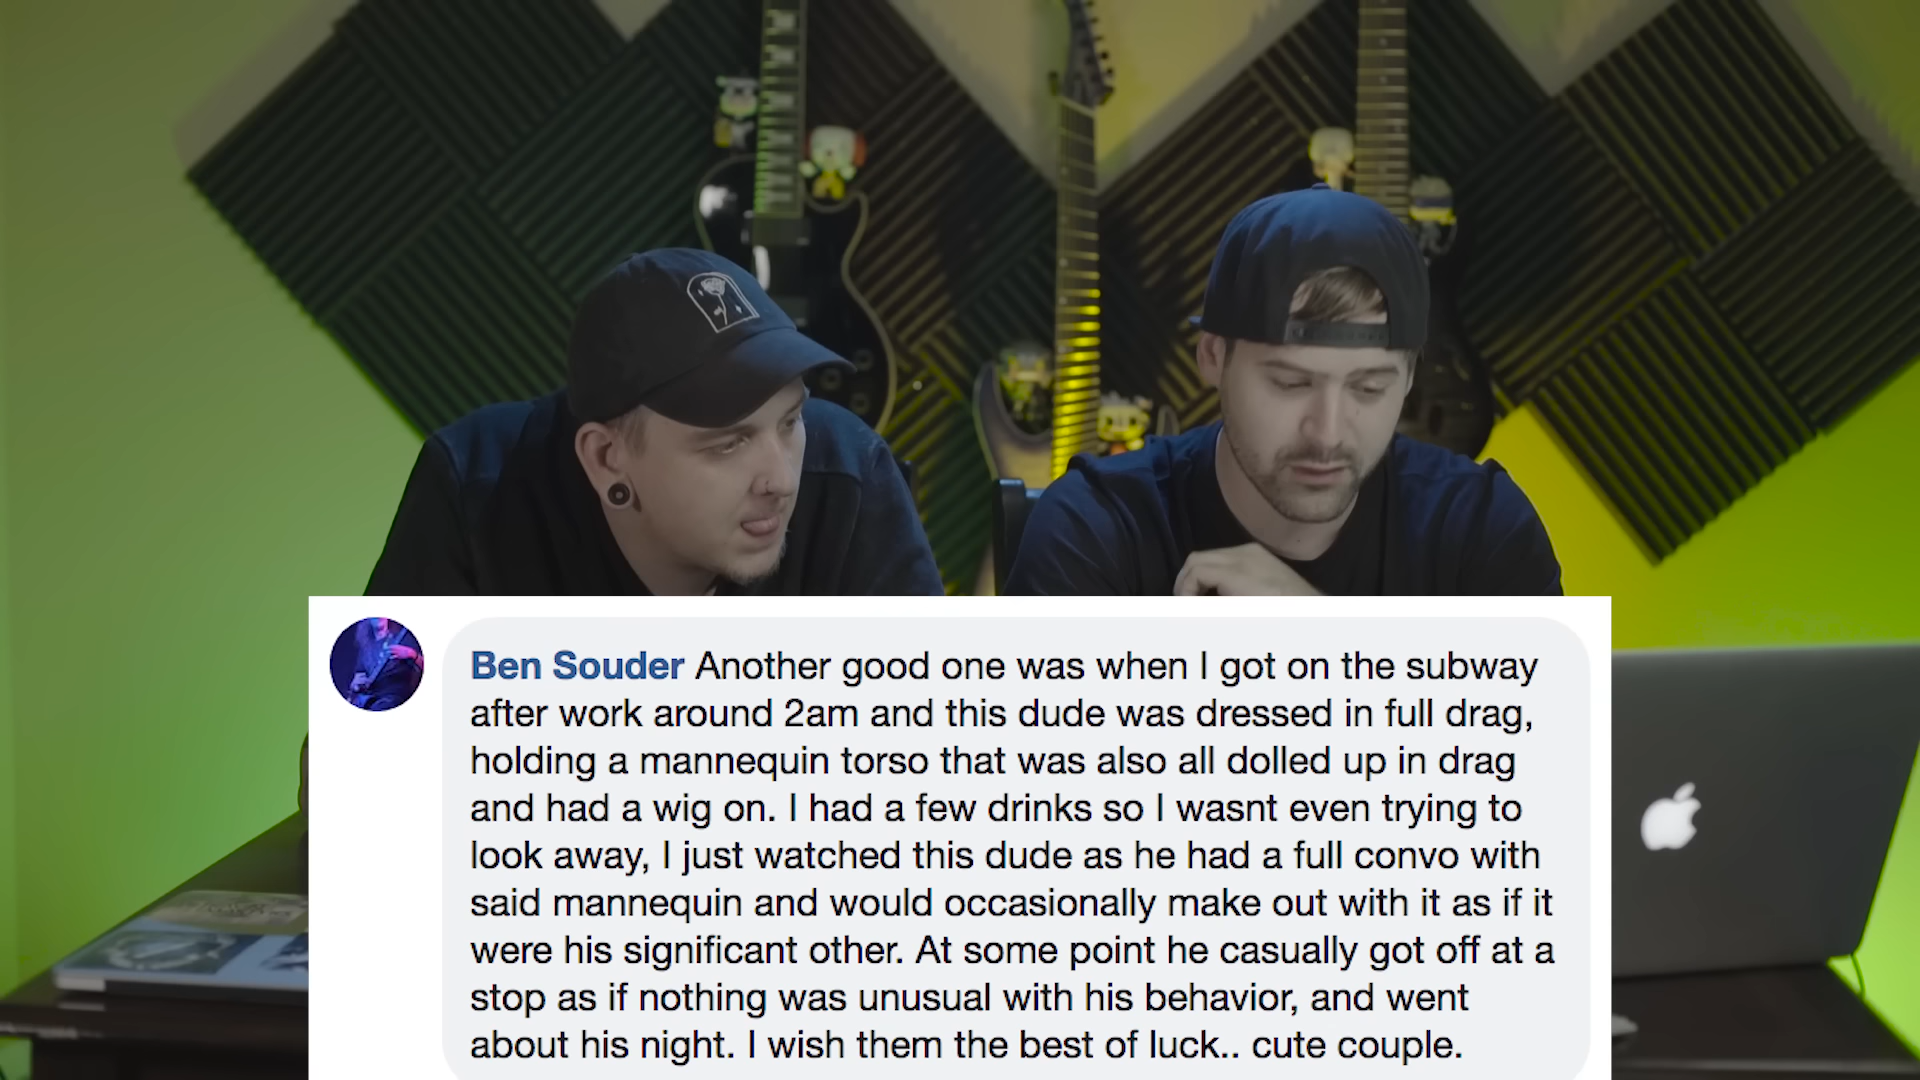 Ben Souder Another good one was when I got on the subway
after work around 2am and this dude was dressed in full drag,
holding a mannequin torso that was also all dolled up in drag
and had a wig on. I had a few drinks so I wasnt even trying to
look away, I just watched this dude as he had a full convo with
said mannequin and would occasionally make out with it as if it
were his significant other. At some point he casually got off at a
stop as if nothing was unusual with his behavior, and went
about his night. I wish them the best of luck.. cute couple.